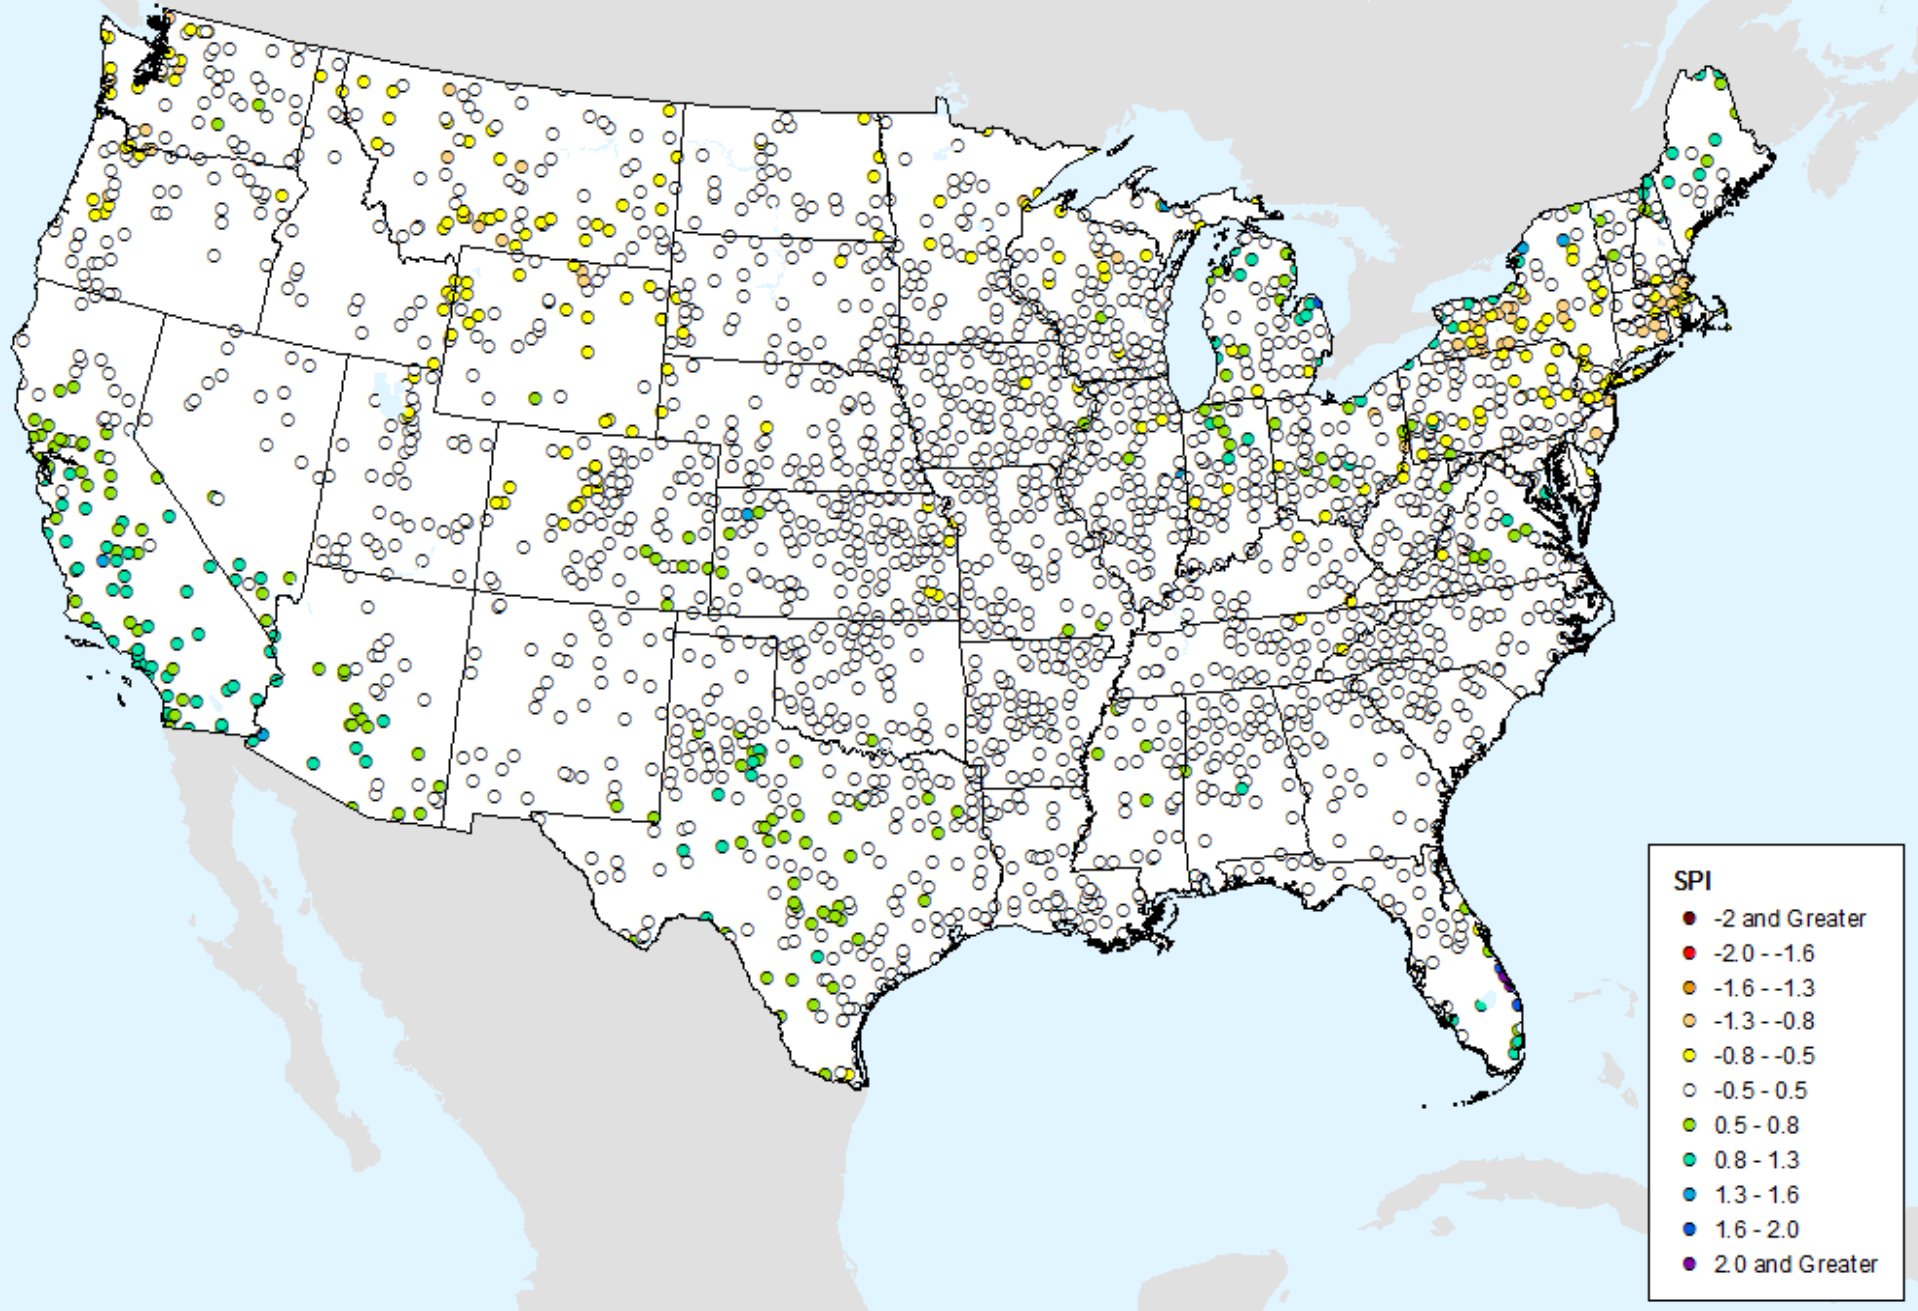 SPI
-2 and Greater
-2.0 - -1.6
-1.6 - -1.3
-1.3 - -0.8
-0.8 - -0.5
-0.5 - 0.5
0.5 - 0.8
0.8 - 1.3
1.3 - 1.6
1.6 - 2.0
2.0 and Greater